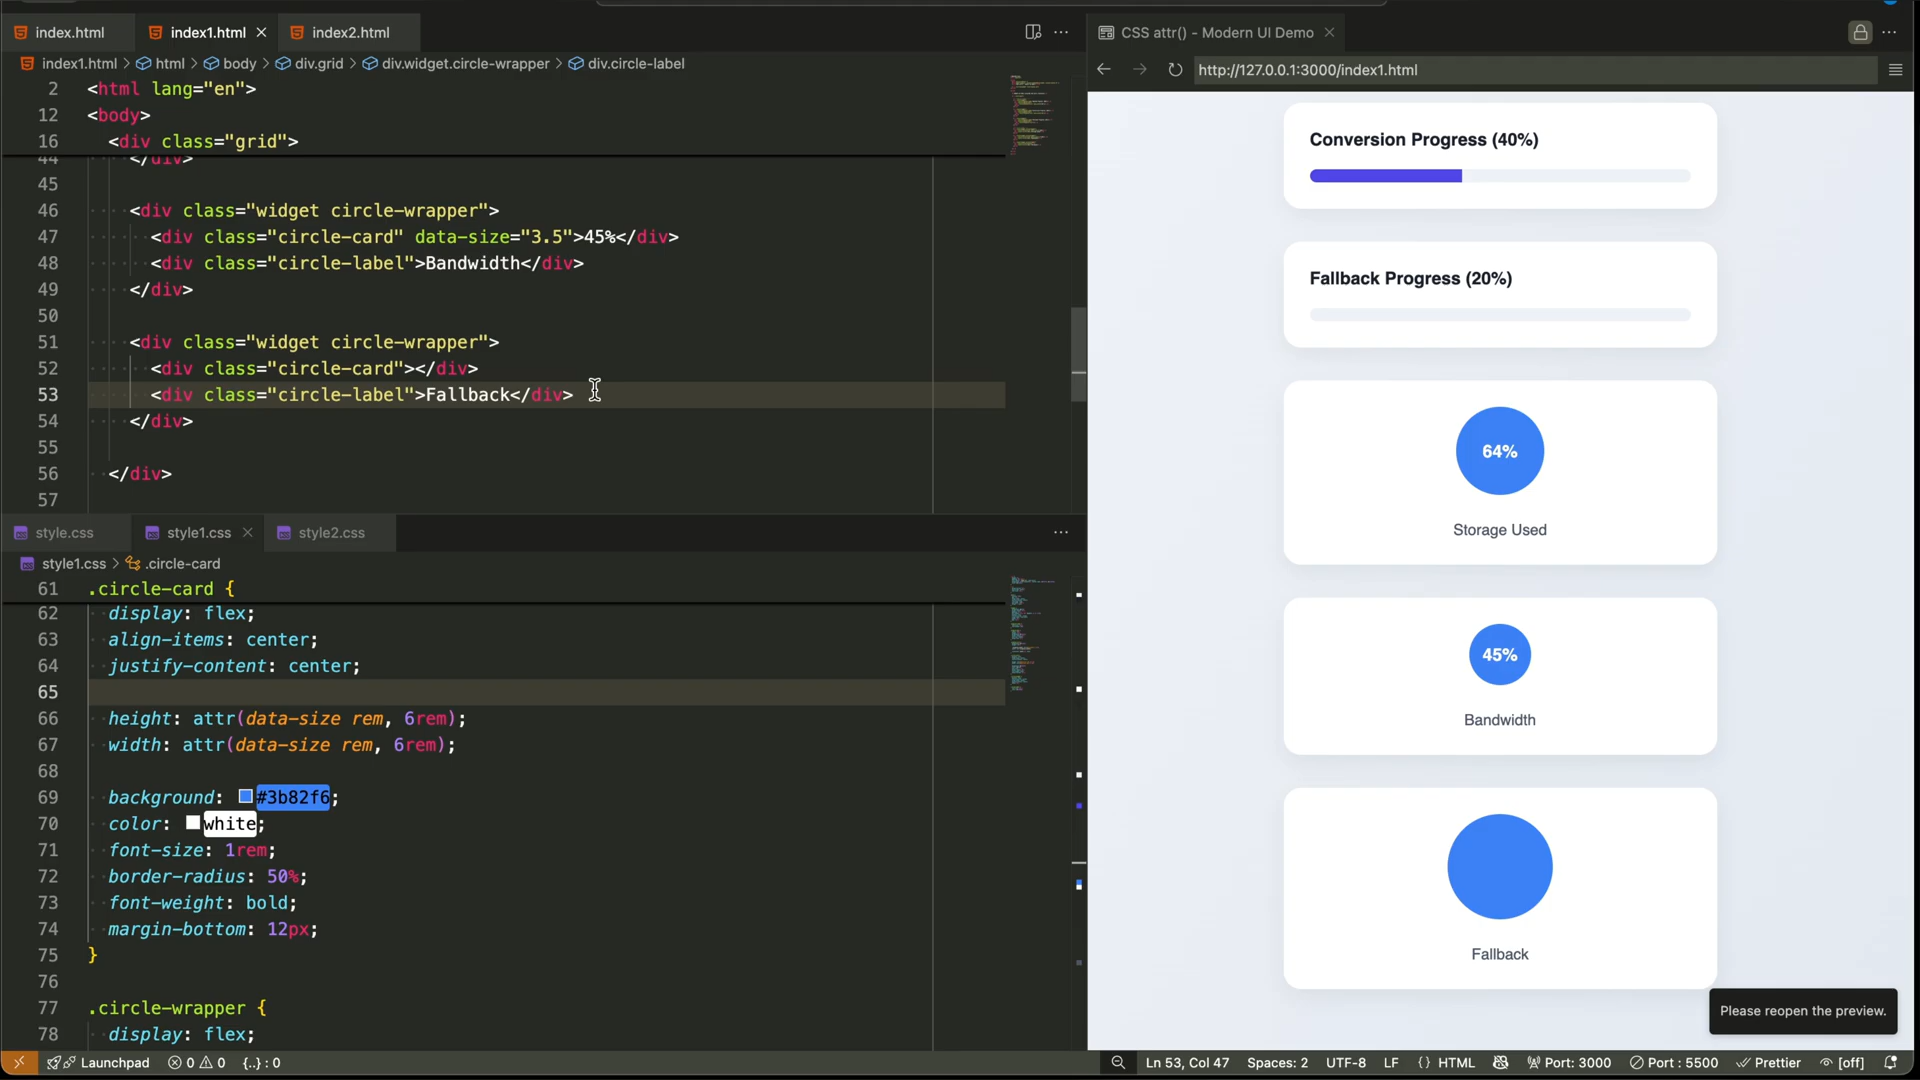 index.html
index1.html
index2.html
index1.html > html > body > div.grid > div.widget.circle-wrapper > div.circle-label
2 <html lang="en">
12 <body>
16 <div class="grid">
44 </div>
45
46 <div class="widget circle-wrapper">
47 <div class="circle-card" data-size="3.5">45%</div>
48 <div class="circle-label">Bandwidth</div>
49 </div>
50
51 <div class="widget circle-wrapper">
52 <div class="circle-card"></div>
53 <div class="circle-label">Fallback</div>
54 </div>
55
56 </div>
57
style.css
style1.css
style2.css
style1.css > .circle-card
61 .circle-card {
62 display: flex;
63 align-items: center;
64 justify-content: center;
65
66 height: attr(data-size rem, 6rem);
67 width: attr(data-size rem, 6rem);
68
69 background: #3b82f6;
70 color: white;
71 font-size: 1rem;
72 border-radius: 50%;
73 font-weight: bold;
74 margin-bottom: 12px;
75 }
76
77 .circle-wrapper {
78 display: flex;
CSS attr() - Modern UI Demo
http://127.0.0.1:3000/index1.html
Conversion Progress (40%)
Fallback Progress (20%)
64%
Storage Used
45%
Bandwidth
Fallback
Please reopen the preview.
Launchpad 0 0 {..} : 0
Ln 53, Col 47 Spaces: 2 UTF-8 LF {} HTML Port: 3000 Port : 5500 Prettier [off]